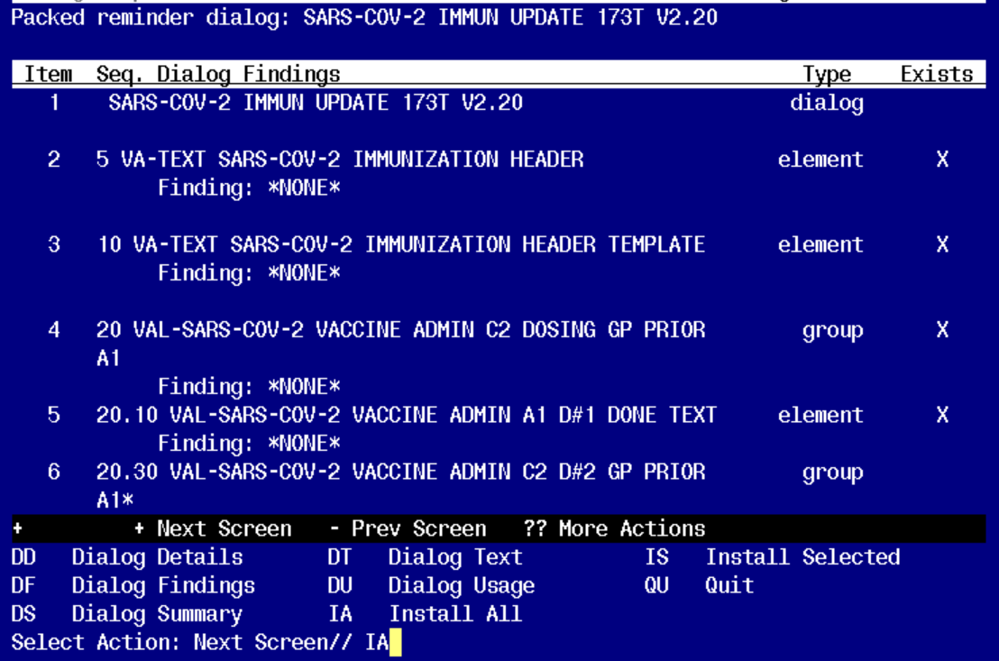 Packed reminder dialog: SARS-COV-2 IMMUN UPDATE 173T V2.20
Item Seq. Dialog Findings Type Exists
1 SARS-COV-2 IMMUN UPDATE 173T V2.20 dialog
2 5 VA-TEXT SARS-COV-2 IMMUNIZATION HEADER element X
Finding: *NONE*
3 10 VA-TEXT SARS-COV-2 IMMUNIZATION HEADER TEMPLATE element X
Finding: *NONE*
4 20 VAL-SARS-COV-2 VACCINE ADMIN C2 DOSING GP PRIOR group X
A1
Finding: *NONE*
5 20.10 VAL-SARS-COV-2 VACCINE ADMIN A1 D#1 DONE TEXT element X
Finding: *NONE*
6 20.30 VAL-SARS-COV-2 VACCINE ADMIN C2 D#2 GP PRIOR group
A1*
+ + Next Screen - Prev Screen ?? More Actions
DD Dialog Details DT Dialog Text IS Install Selected
DF Dialog Findings DU Dialog Usage QU Quit
DS Dialog Summary IA Install All
Select Action: Next Screen// IA